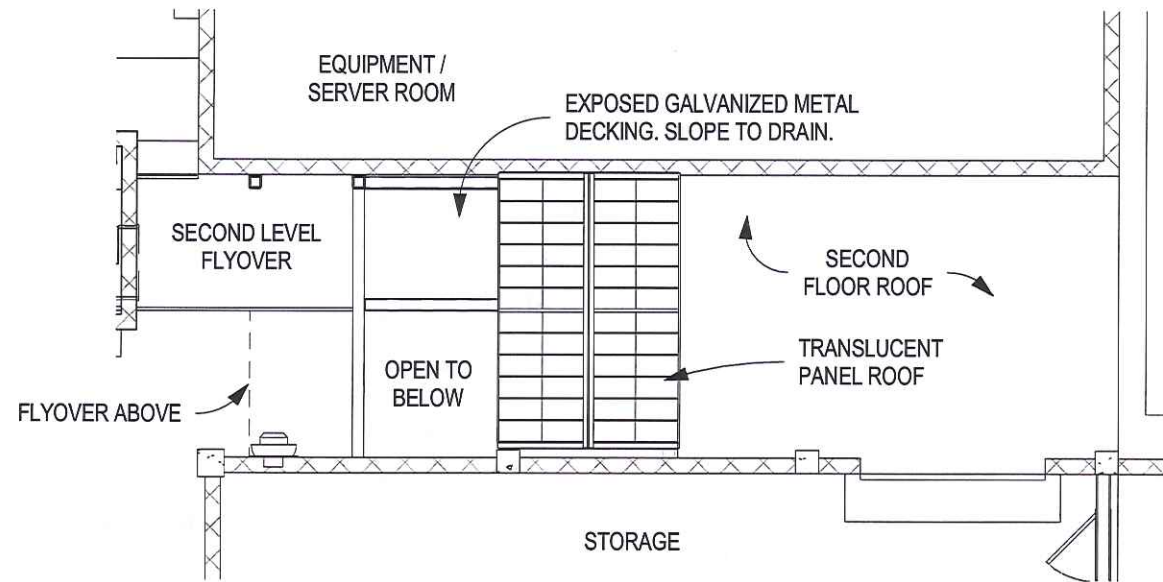 EQUIPMENT /
SERVER ROOM
EXPOSED GALVANIZED METAL
DECKING. SLOPE TO DRAIN.
SECOND LEVEL
FLYOVER
SECOND
FLOOR ROOF
TRANSLUCENT
PANEL ROOF
OPEN TO
BELOW
FLYOVER ABOVE
STORAGE